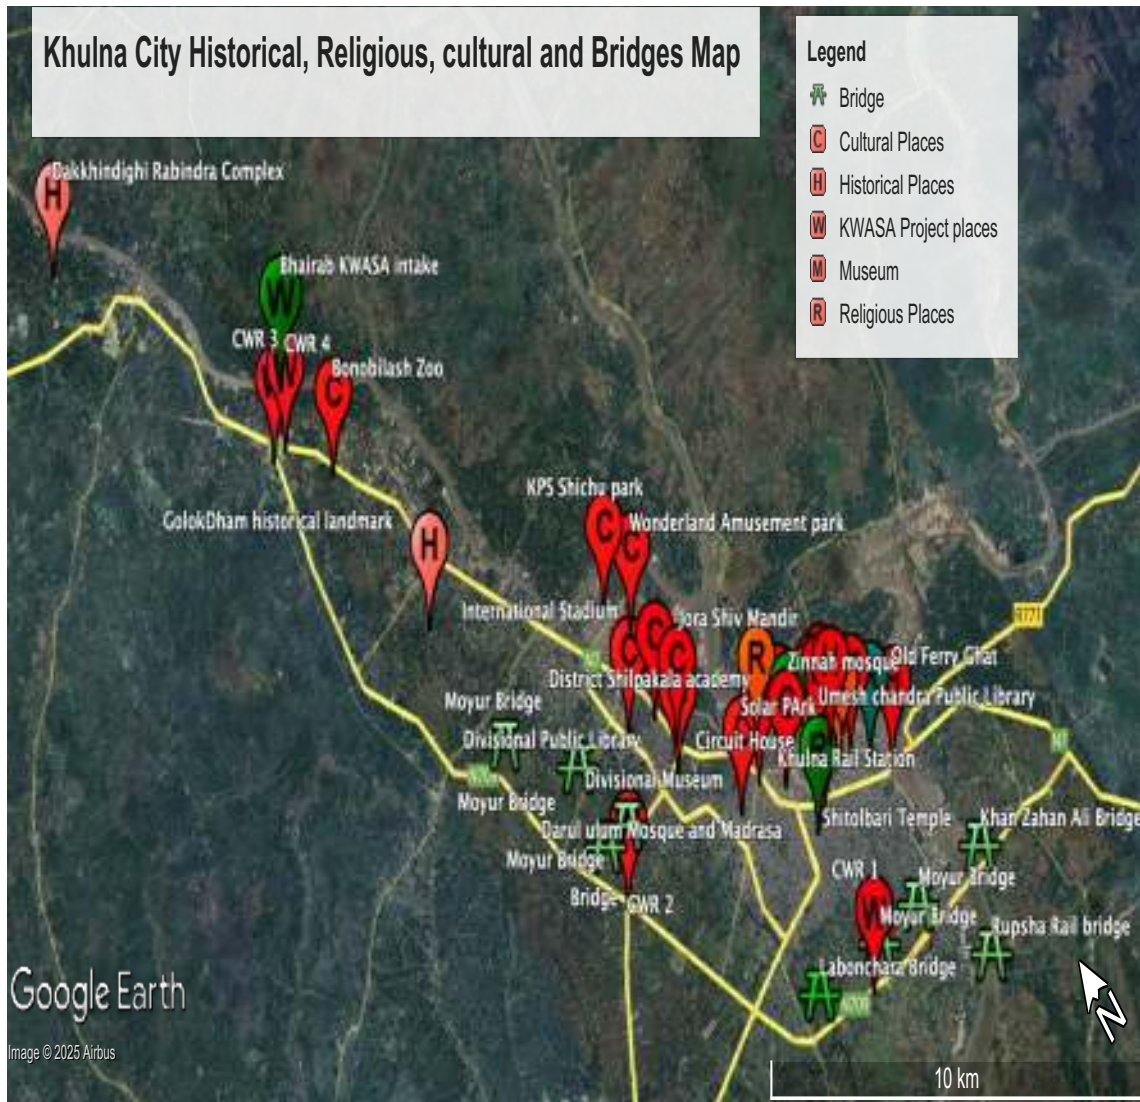 Khulna City Historical, Religious, cultural and Bridges Map
Legend
Bridge
C Cultural Places
H Historical Places
W KWASA Project places
M Museum
R Religious Places
Dakkhindighi Rabindra Complex
H
Bhairab KWASA intake
W
CWR 3
CWR 4
W
Bonobilash Zoo
C
KPS Shichu park
C
Wonderland Amusement park
C
GolokDham historical landmark
H
International Stadium
C
C
C
Jora Shiv Mandir
R
Zinnah mosque
Old Ferry Ghat
R771
District Shilpakala academy
Umesh chandra Public Library
Moyur Bridge
Solar PArk
Divisional Public Library
Circuit House
Khulna Rail Station
Divisional Museum
Moyur Bridge
Darul ulum Mosque and Madrasa
Shitolbari Temple
Khan Zahan Ali Bridge
Moyur Bridge
CWR 1
Moyur Bridge
Bridge
CWR 2
Moyur Bridge
Rupsha Rail bridge
Labonchara Bridge
Google Earth
N
Image © 2025 Airbus
10 km